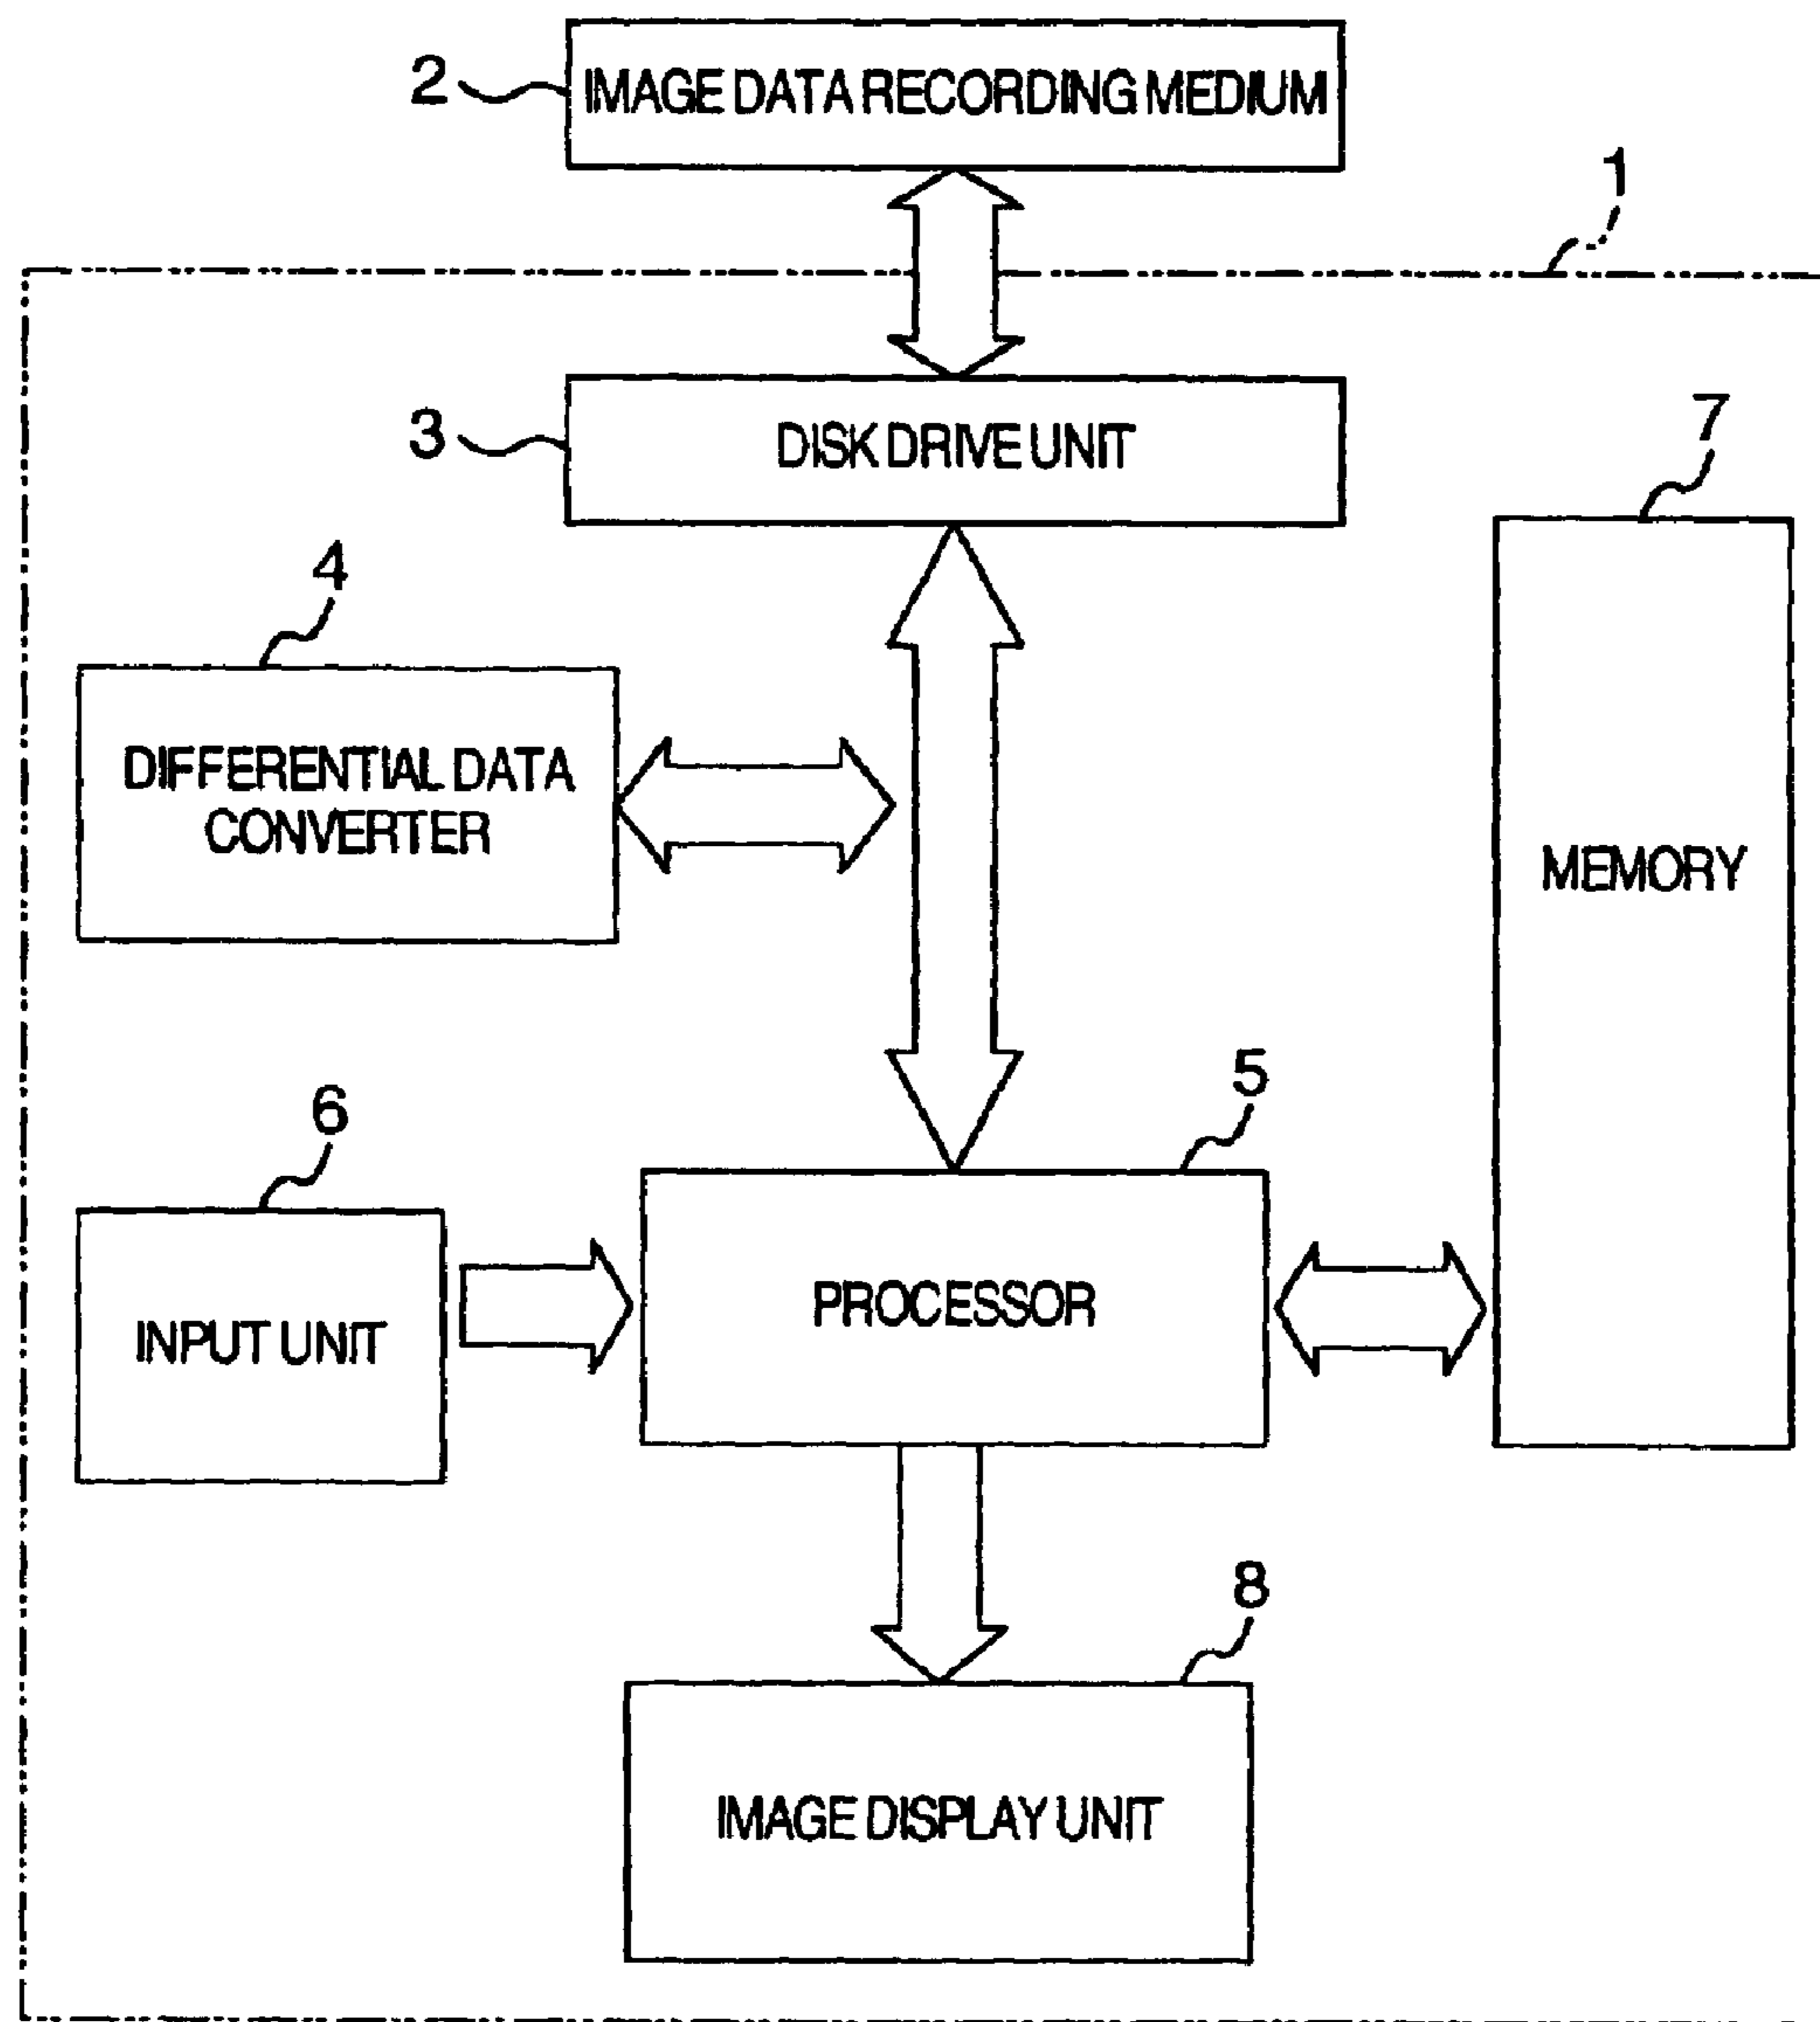 2
IMAGE DATA RECORDING MEDIUM
1
3
DISK DRIVE UNIT
7
4
DIFFERENTIAL DATA
CONVERTER
MEMORY
5
6
PROCESSOR
INPUT UNIT
8
IMAGE DISPLAY UNIT